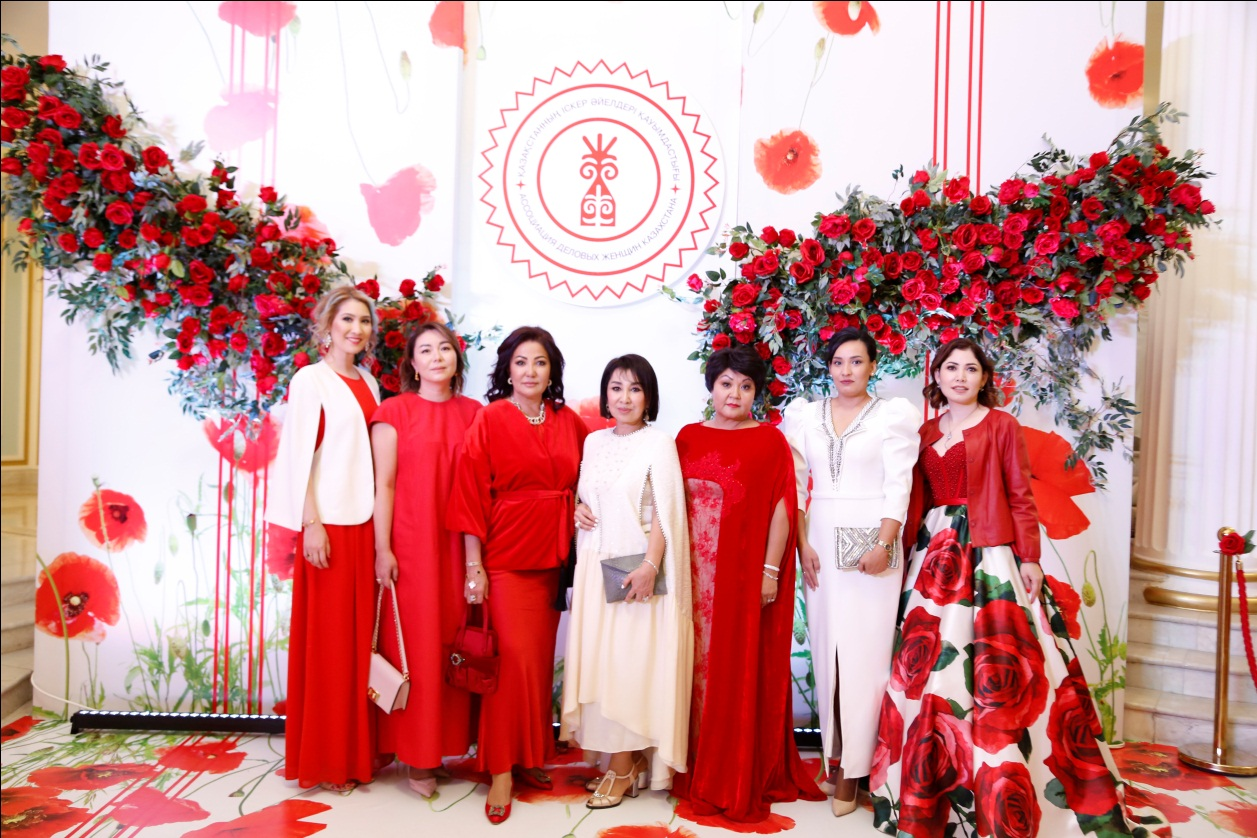 ҚАЗАҚСТАННЫҢ ІСКЕР ӘЙЕЛДЕРІ ҚАУЫМДАСТЫҒЫ
АССОЦИАЦИЯ ДЕЛОВЫХ ЖЕНЩИН КАЗАХСТАНА